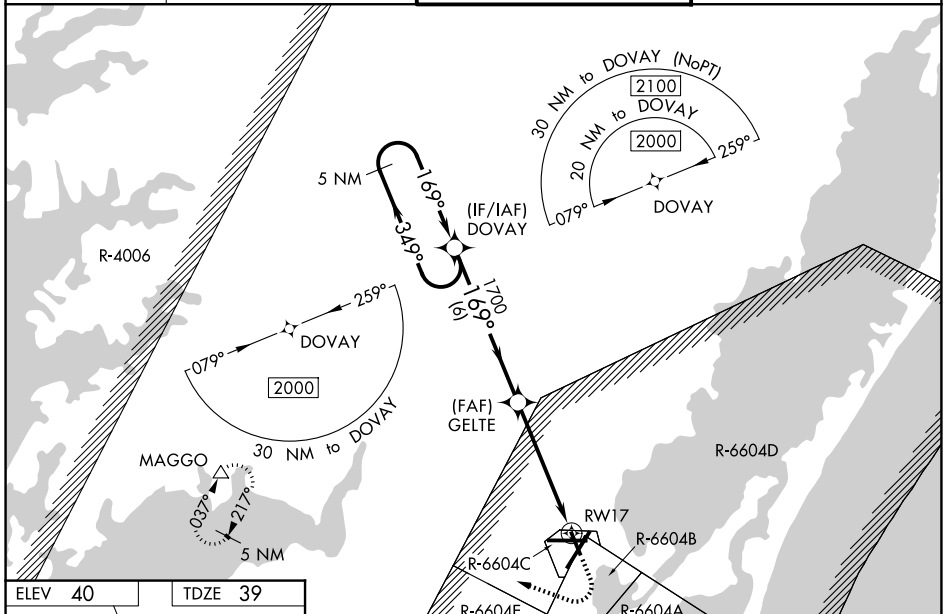 30 NM to DOVAY (NoPT)
2100
20 NM to DOVAY
2000
259°
079°
DOVAY
5 NM
169°
349°
(IF/IAF)
DOVAY
R-4006
1700
169°
(6)
259°
079°
DOVAY
2000
30 NM to DOVAY
(FAF)
GELTE
R-6604D
MAGGO
037°
217°
5 NM
RW17
R-6604B
R-6604C
ELEV 40
TDZE 39
R-6604E
R-6604A